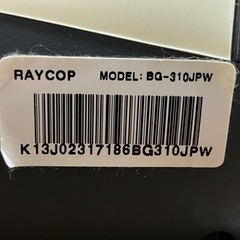 RAYCOP MODEL: BG-310JPW
K13J02317186BG310JPW